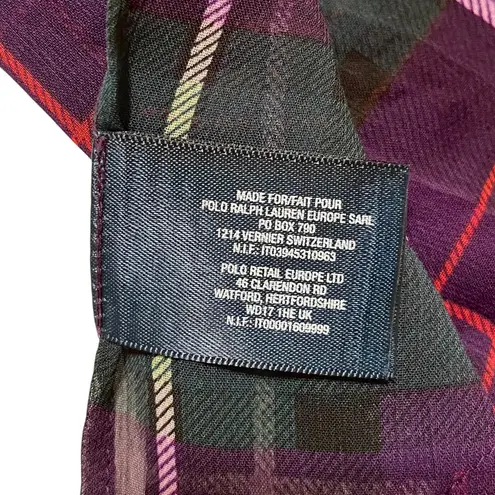 MADE FOR/FAIT POUR
POLO RALPH LAUREN EUROPE SARL
PO BOX 790
1214 VERNIER SWITZERLAND
N.I.F.: IT03945310963
POLO RETAIL EUROPE LTD
46 CLARENDON RD
WATFORD, HERTFORDSHIRE
WD17 1HE UK
N.I.F.: IT00001609999